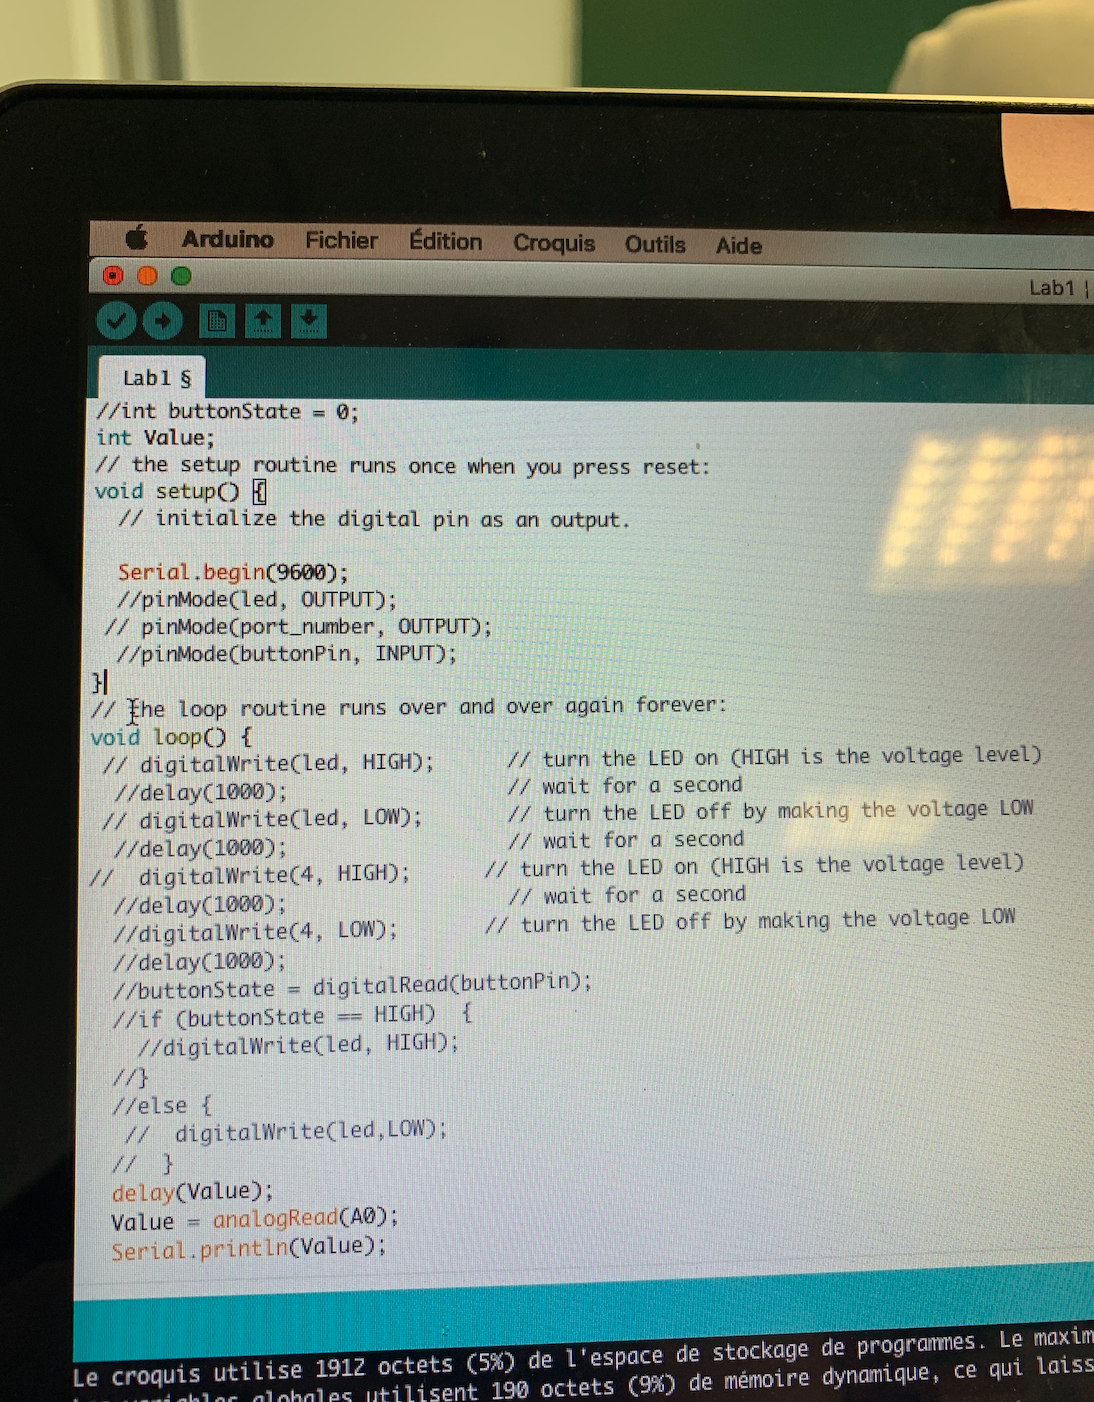 Arduino Fichier Édition Croquis Outils Aide
Lab1 ¦
Lab1 §
//int buttonState = 0;
int Value;
// the setup routine runs once when you press reset:
void setup() {
  // initialize the digital pin as an output.
  Serial.begin(9600);
  //pinMode(led, OUTPUT);
 // pinMode(port_number, OUTPUT);
  //pinMode(buttonPin, INPUT);
}
// the loop routine runs over and over again forever:
void loop() {
 // digitalWrite(led, HIGH);      // turn the LED on (HIGH is the voltage level)
  //delay(1000);                  // wait for a second
 // digitalWrite(led, LOW);       // turn the LED off by making the voltage LOW
  //delay(1000);                  // wait for a second
//  digitalWrite(4, HIGH);      // turn the LED on (HIGH is the voltage level)
  //delay(1000);                  // wait for a second
  //digitalWrite(4, LOW);       // turn the LED off by making the voltage LOW
  //delay(1000);
  //buttonState = digitalRead(buttonPin);
  //if (buttonState == HIGH)  {
    //digitalWrite(led, HIGH);
  //}
  //else {
   //  digitalWrite(led,LOW);
  //  }
  delay(Value);
  Value = analogRead(A0);
  Serial.println(Value);
Le croquis utilise 1912 octets (5%) de l'espace de stockage de programmes. Le maxim
globales utilisent 190 octets (9%) de mémoire dynamique, ce qui laiss